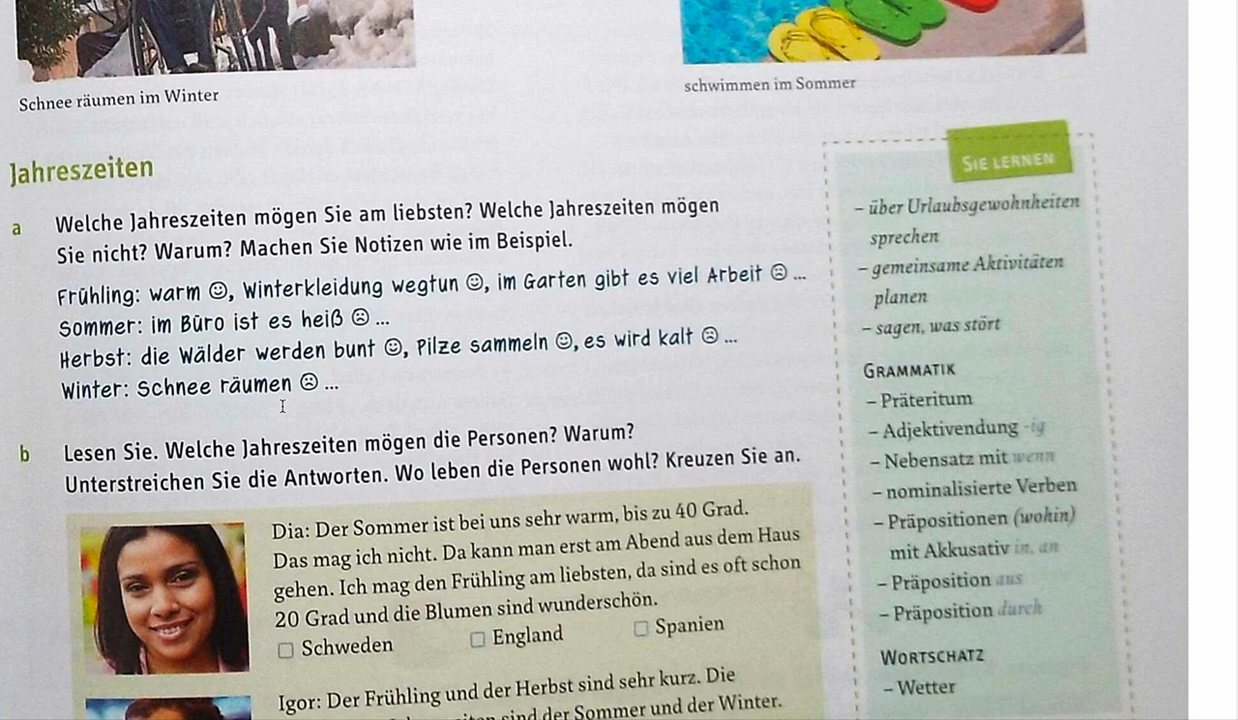 Schnee räumen im Winter
schwimmen im Sommer
Jahreszeiten
a Welche Jahreszeiten mögen Sie am liebsten? Welche Jahreszeiten mögen
Sie nicht? Warum? Machen Sie Notizen wie im Beispiel.
Frühling: warm ☺, Winterkleidung wegtun ☺, im Garten gibt es viel Arbeit ☹ ...
Sommer: im Büro ist es heiß ☹ ...
Herbst: die Wälder werden bunt ☺, Pilze sammeln ☺, es wird kalt ☹ ...
Winter: Schnee räumen ☹ ...
b Lesen Sie. Welche Jahreszeiten mögen die Personen? Warum?
Unterstreichen Sie die Antworten. Wo leben die Personen wohl? Kreuzen Sie an.
Dia: Der Sommer ist bei uns sehr warm, bis zu 40 Grad.
Das mag ich nicht. Da kann man erst am Abend aus dem Haus
gehen. Ich mag den Frühling am liebsten, da sind es oft schon
20 Grad und die Blumen sind wunderschön.
☐ Schweden ☐ England ☐ Spanien
Igor: Der Frühling und der Herbst sind sehr kurz. Die
sind der Sommer und der Winter.
SIE LERNEN
– über Urlaubsgewohnheiten
sprechen
– gemeinsame Aktivitäten
planen
– sagen, was stört
GRAMMATIK
– Präteritum
– Adjektivendung -ig
– Nebensatz mit wenn
– nominalisierte Verben
– Präpositionen (wohin)
mit Akkusativ in, an
– Präposition aus
– Präposition durch
WORTSCHATZ
– Wetter